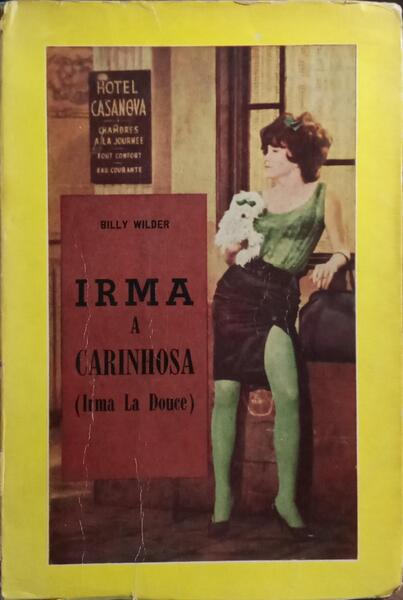 HOTEL
CASANOVA
CHAMBRES
A LA JOURNEE
TOUT CONFORT
EAU COURANTE
BILLY WILDER
IRMA
A
CARINHOSA
(Irma La Douce)